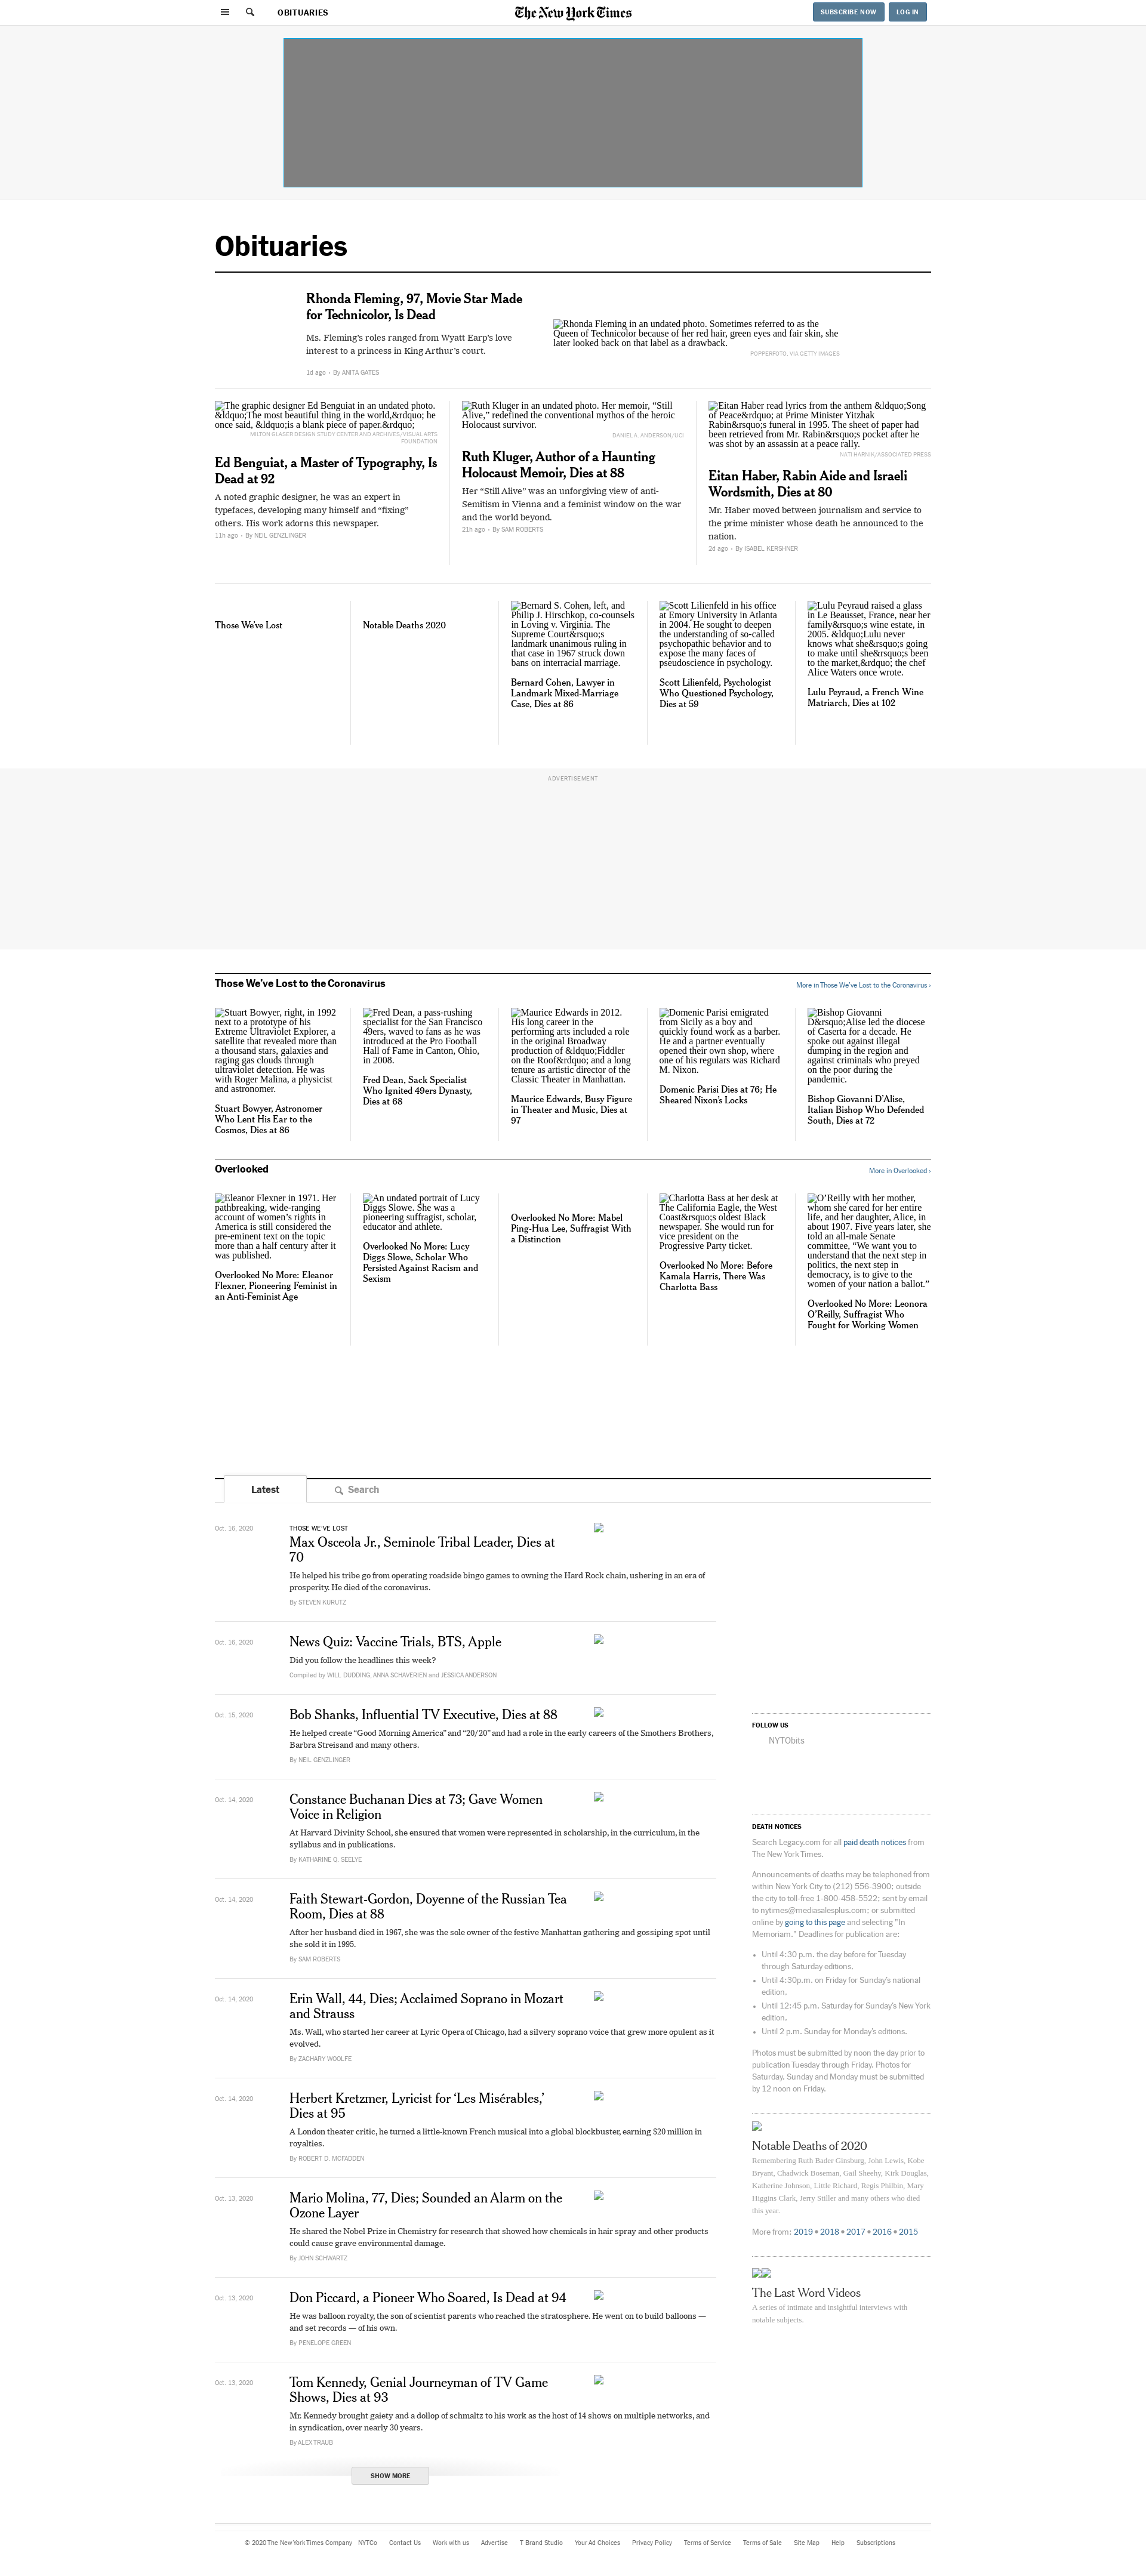 OBITUARIES
The New York Times
SUBSCRIBE NOW
LOG IN
Obituaries
Rhonda Fleming, 97, Movie Star Made
for Technicolor, Is Dead
Ms. Fleming's roles ranged from Wyatt Earp's love
interest to a princess in King Arthur's court.
1d ago • By ANITA GATES
Rhonda Fleming in an undated photo. Sometimes referred to as the
Queen of Technicolor because of her red hair, green eyes and fair skin, she
later looked back on that label as a drawback.
POPPERFOTO, VIA GETTY IMAGES
The graphic designer Ed Benguiat in an undated photo.
&ldquo;The most beautiful thing in the world,&rdquo; he
once said, &ldquo;is a blank piece of paper.&rdquo;
MILTON GLASER DESIGN STUDY CENTER AND ARCHIVES/VISUAL ARTS
FOUNDATION
Ed Benguiat, a Master of Typography, Is
Dead at 92
A noted graphic designer, he was an expert in
typefaces, developing many himself and “fixing”
others. His work adorns this newspaper.
11h ago • By NEIL GENZLINGER
Ruth Kluger in an undated photo. Her memoir, “Still
Alive,” redefined the conventional mythos of the heroic
Holocaust survivor.
DANIEL A. ANDERSON/UCI
Ruth Kluger, Author of a Haunting
Holocaust Memoir, Dies at 88
Her “Still Alive” was an unforgiving view of anti-
Semitism in Vienna and a feminist window on the war
and the world beyond.
21h ago • By SAM ROBERTS
Eitan Haber read lyrics from the anthem &ldquo;Song
of Peace&rdquo; at Prime Minister Yitzhak
Rabin&rsquo;s funeral in 1995. The sheet of paper had
been retrieved from Mr. Rabin&rsquo;s pocket after he
was shot by an assassin at a peace rally.
NATI HARNIK/ASSOCIATED PRESS
Eitan Haber, Rabin Aide and Israeli
Wordsmith, Dies at 80
Mr. Haber moved between journalism and service to
the prime minister whose death he announced to the
nation.
2d ago • By ISABEL KERSHNER
Those We've Lost
Notable Deaths 2020
Bernard S. Cohen, left, and
Philip J. Hirschkop, co-counsels
in Loving v. Virginia. The
Supreme Court&rsquo;s
landmark unanimous ruling in
that case in 1967 struck down
bans on interracial marriage.
Bernard Cohen, Lawyer in
Landmark Mixed-Marriage
Case, Dies at 86
Scott Lilienfeld in his office
at Emory University in Atlanta
in 2004. He sought to deepen
the understanding of so-called
psychopathic behavior and to
expose the many faces of
pseudoscience in psychology.
Scott Lilienfeld, Psychologist
Who Questioned Psychology,
Dies at 59
Lulu Peyraud raised a glass
in Le Beausset, France, near her
family&rsquo;s wine estate, in
2005. &ldquo;Lulu never
knows what she&rsquo;s going
to make until she&rsquo;s been
to the market,&rdquo; the chef
Alice Waters once wrote.
Lulu Peyraud, a French Wine
Matriarch, Dies at 102
ADVERTISEMENT
Those We've Lost to the Coronavirus
More in Those We've Lost to the Coronavirus ›
Stuart Bowyer, right, in 1992
next to a prototype of his
Extreme Ultraviolet Explorer, a
satellite that revealed more than
a thousand stars, galaxies and
raging gas clouds through
ultraviolet detection. He was
with Roger Malina, a physicist
and astronomer.
Stuart Bowyer, Astronomer
Who Lent His Ear to the
Cosmos, Dies at 86
Fred Dean, a pass-rushing
specialist for the San Francisco
49ers, waved to fans as he was
introduced at the Pro Football
Hall of Fame in Canton, Ohio,
in 2008.
Fred Dean, Sack Specialist
Who Ignited 49ers Dynasty,
Dies at 68
Maurice Edwards in 2012.
His long career in the
performing arts included a role
in the original Broadway
production of &ldquo;Fiddler
on the Roof&rdquo; and a long
tenure as artistic director of the
Classic Theater in Manhattan.
Maurice Edwards, Busy Figure
in Theater and Music, Dies at
97
Domenic Parisi emigrated
from Sicily as a boy and
quickly found work as a barber.
He and a partner eventually
opened their own shop, where
one of his regulars was Richard
M. Nixon.
Domenic Parisi Dies at 76; He
Sheared Nixon's Locks
Bishop Giovanni
D&rsquo;Alise led the diocese
of Caserta for a decade. He
spoke out against illegal
dumping in the region and
against criminals who preyed
on the poor during the
pandemic.
Bishop Giovanni D'Alise,
Italian Bishop Who Defended
South, Dies at 72
Overlooked
More in Overlooked ›
Eleanor Flexner in 1971. Her
pathbreaking, wide-ranging
account of women's rights in
America is still considered the
pre-eminent text on the topic
more than a half century after it
was published.
Overlooked No More: Eleanor
Flexner, Pioneering Feminist in
an Anti-Feminist Age
An undated portrait of Lucy
Diggs Slowe. She was a
pioneering suffragist, scholar,
educator and athlete.
Overlooked No More: Lucy
Diggs Slowe, Scholar Who
Persisted Against Racism and
Sexism
Overlooked No More: Mabel
Ping-Hua Lee, Suffragist With
a Distinction
Charlotta Bass at her desk at
The California Eagle, the West
Coast&rsquo;s oldest Black
newspaper. She would run for
vice president on the
Progressive Party ticket.
Overlooked No More: Before
Kamala Harris, There Was
Charlotta Bass
O'Reilly with her mother,
whom she cared for her entire
life, and her daughter, Alice, in
about 1907. Five years later, she
told an all-male Senate
committee, “We want you to
understand that the next step in
politics, the next step in
democracy, is to give to the
women of your nation a ballot.”
Overlooked No More: Leonora
O'Reilly, Suffragist Who
Fought for Working Women
Latest
Search
Oct. 16, 2020
THOSE WE'VE LOST
Max Osceola Jr., Seminole Tribal Leader, Dies at
70
He helped his tribe go from operating roadside bingo games to owning the Hard Rock chain, ushering in an era of
prosperity. He died of the coronavirus.
By STEVEN KURUTZ
Oct. 16, 2020
News Quiz: Vaccine Trials, BTS, Apple
Did you follow the headlines this week?
Compiled by WILL DUDDING, ANNA SCHAVERIEN and JESSICA ANDERSON
Oct. 15, 2020
Bob Shanks, Influential TV Executive, Dies at 88
He helped create “Good Morning America” and “20/20” and had a role in the early careers of the Smothers Brothers,
Barbra Streisand and many others.
By NEIL GENZLINGER
Oct. 14, 2020
Constance Buchanan Dies at 73; Gave Women
Voice in Religion
At Harvard Divinity School, she ensured that women were represented in scholarship, in the curriculum, in the
syllabus and in publications.
By KATHARINE Q. SEELYE
Oct. 14, 2020
Faith Stewart-Gordon, Doyenne of the Russian Tea
Room, Dies at 88
After her husband died in 1967, she was the sole owner of the festive Manhattan gathering and gossiping spot until
she sold it in 1995.
By SAM ROBERTS
Oct. 14, 2020
Erin Wall, 44, Dies; Acclaimed Soprano in Mozart
and Strauss
Ms. Wall, who started her career at Lyric Opera of Chicago, had a silvery soprano voice that grew more opulent as it
evolved.
By ZACHARY WOOLFE
Oct. 14, 2020
Herbert Kretzmer, Lyricist for ‘Les Misérables,’
Dies at 95
A London theater critic, he turned a little-known French musical into a global blockbuster, earning $20 million in
royalties.
By ROBERT D. MCFADDEN
Oct. 13, 2020
Mario Molina, 77, Dies; Sounded an Alarm on the
Ozone Layer
He shared the Nobel Prize in Chemistry for research that showed how chemicals in hair spray and other products
could cause grave environmental damage.
By JOHN SCHWARTZ
Oct. 13, 2020
Don Piccard, a Pioneer Who Soared, Is Dead at 94
He was balloon royalty, the son of scientist parents who reached the stratosphere. He went on to build balloons —
and set records — of his own.
By PENELOPE GREEN
Oct. 13, 2020
Tom Kennedy, Genial Journeyman of TV Game
Shows, Dies at 93
Mr. Kennedy brought gaiety and a dollop of schmaltz to his work as the host of 14 shows on multiple networks, and
in syndication, over nearly 30 years.
By ALEX TRAUB
SHOW MORE
FOLLOW US
NYTObits
DEATH NOTICES
Search Legacy.com for all paid death notices from
The New York Times.
Announcements of deaths may be telephoned from
within New York City to (212) 556-3900; outside
the city to toll-free 1-800-458-5522; sent by email
to nytimes@mediasalesplus.com; or submitted
online by going to this page and selecting "In
Memoriam." Deadlines for publication are:
• Until 4:30 p.m. the day before for Tuesday
through Saturday editions.
• Until 4:30p.m. on Friday for Sunday's national
edition.
• Until 12:45 p.m. Saturday for Sunday's New York
edition.
• Until 2 p.m. Sunday for Monday's editions.
Photos must be submitted by noon the day prior to
publication Tuesday through Friday. Photos for
Saturday, Sunday and Monday must be submitted
by 12 noon on Friday.
Notable Deaths of 2020
Remembering Ruth Bader Ginsburg, John Lewis, Kobe
Bryant, Chadwick Boseman, Gail Sheehy, Kirk Douglas,
Katherine Johnson, Little Richard, Regis Philbin, Mary
Higgins Clark, Jerry Stiller and many others who died
this year.
More from: 2019 • 2018 • 2017 • 2016 • 2015
The Last Word Videos
A series of intimate and insightful interviews with
notable subjects.
© 2020 The New York Times Company NYTCo Contact Us Work with us Advertise T Brand Studio Your Ad Choices Privacy Policy Terms of Service Terms of Sale Site Map Help Subscriptions